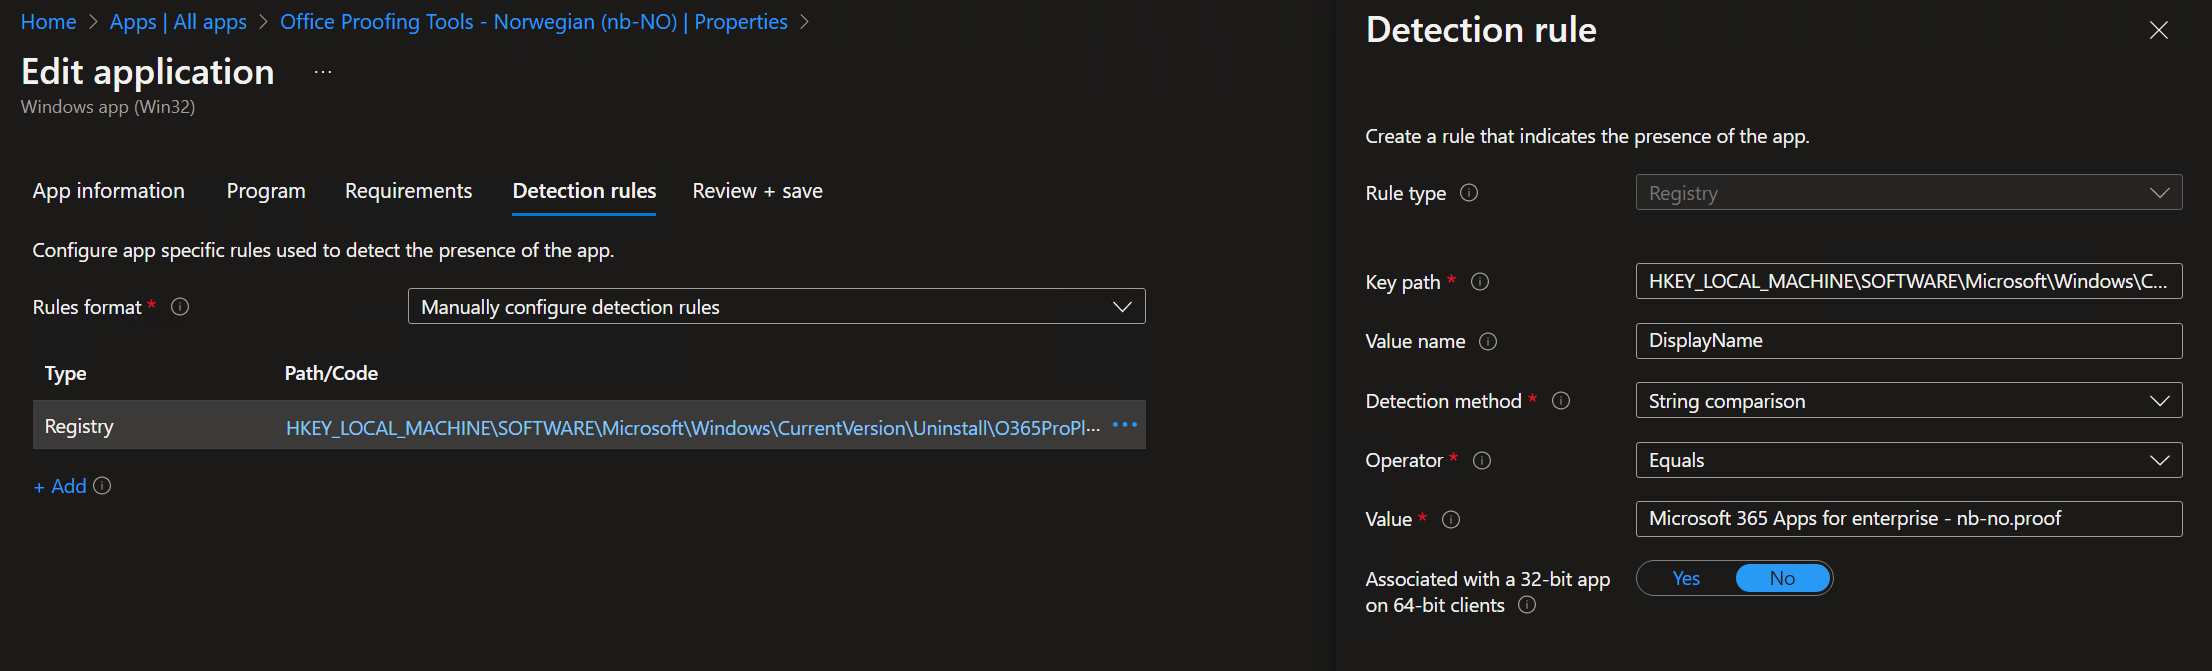 Home > Apps | All apps > Office Proofing Tools - Norwegian (nb-NO) | Properties >
Edit application ...
Windows app (Win32)
App information Program Requirements Detection rules Review + save
Configure app specific rules used to detect the presence of the app.
Rules format * Manually configure detection rules
Type Path/Code
Registry HKEY_LOCAL_MACHINE\SOFTWARE\Microsoft\Windows\CurrentVersion\Uninstall\O365ProPl...
+ Add
Detection rule
Create a rule that indicates the presence of the app.
Rule type Registry
Key path * HKEY_LOCAL_MACHINE\SOFTWARE\Microsoft\Windows\C...
Value name DisplayName
Detection method * String comparison
Operator * Equals
Value * Microsoft 365 Apps for enterprise - nb-no.proof
Associated with a 32-bit app
on 64-bit clients
Yes No